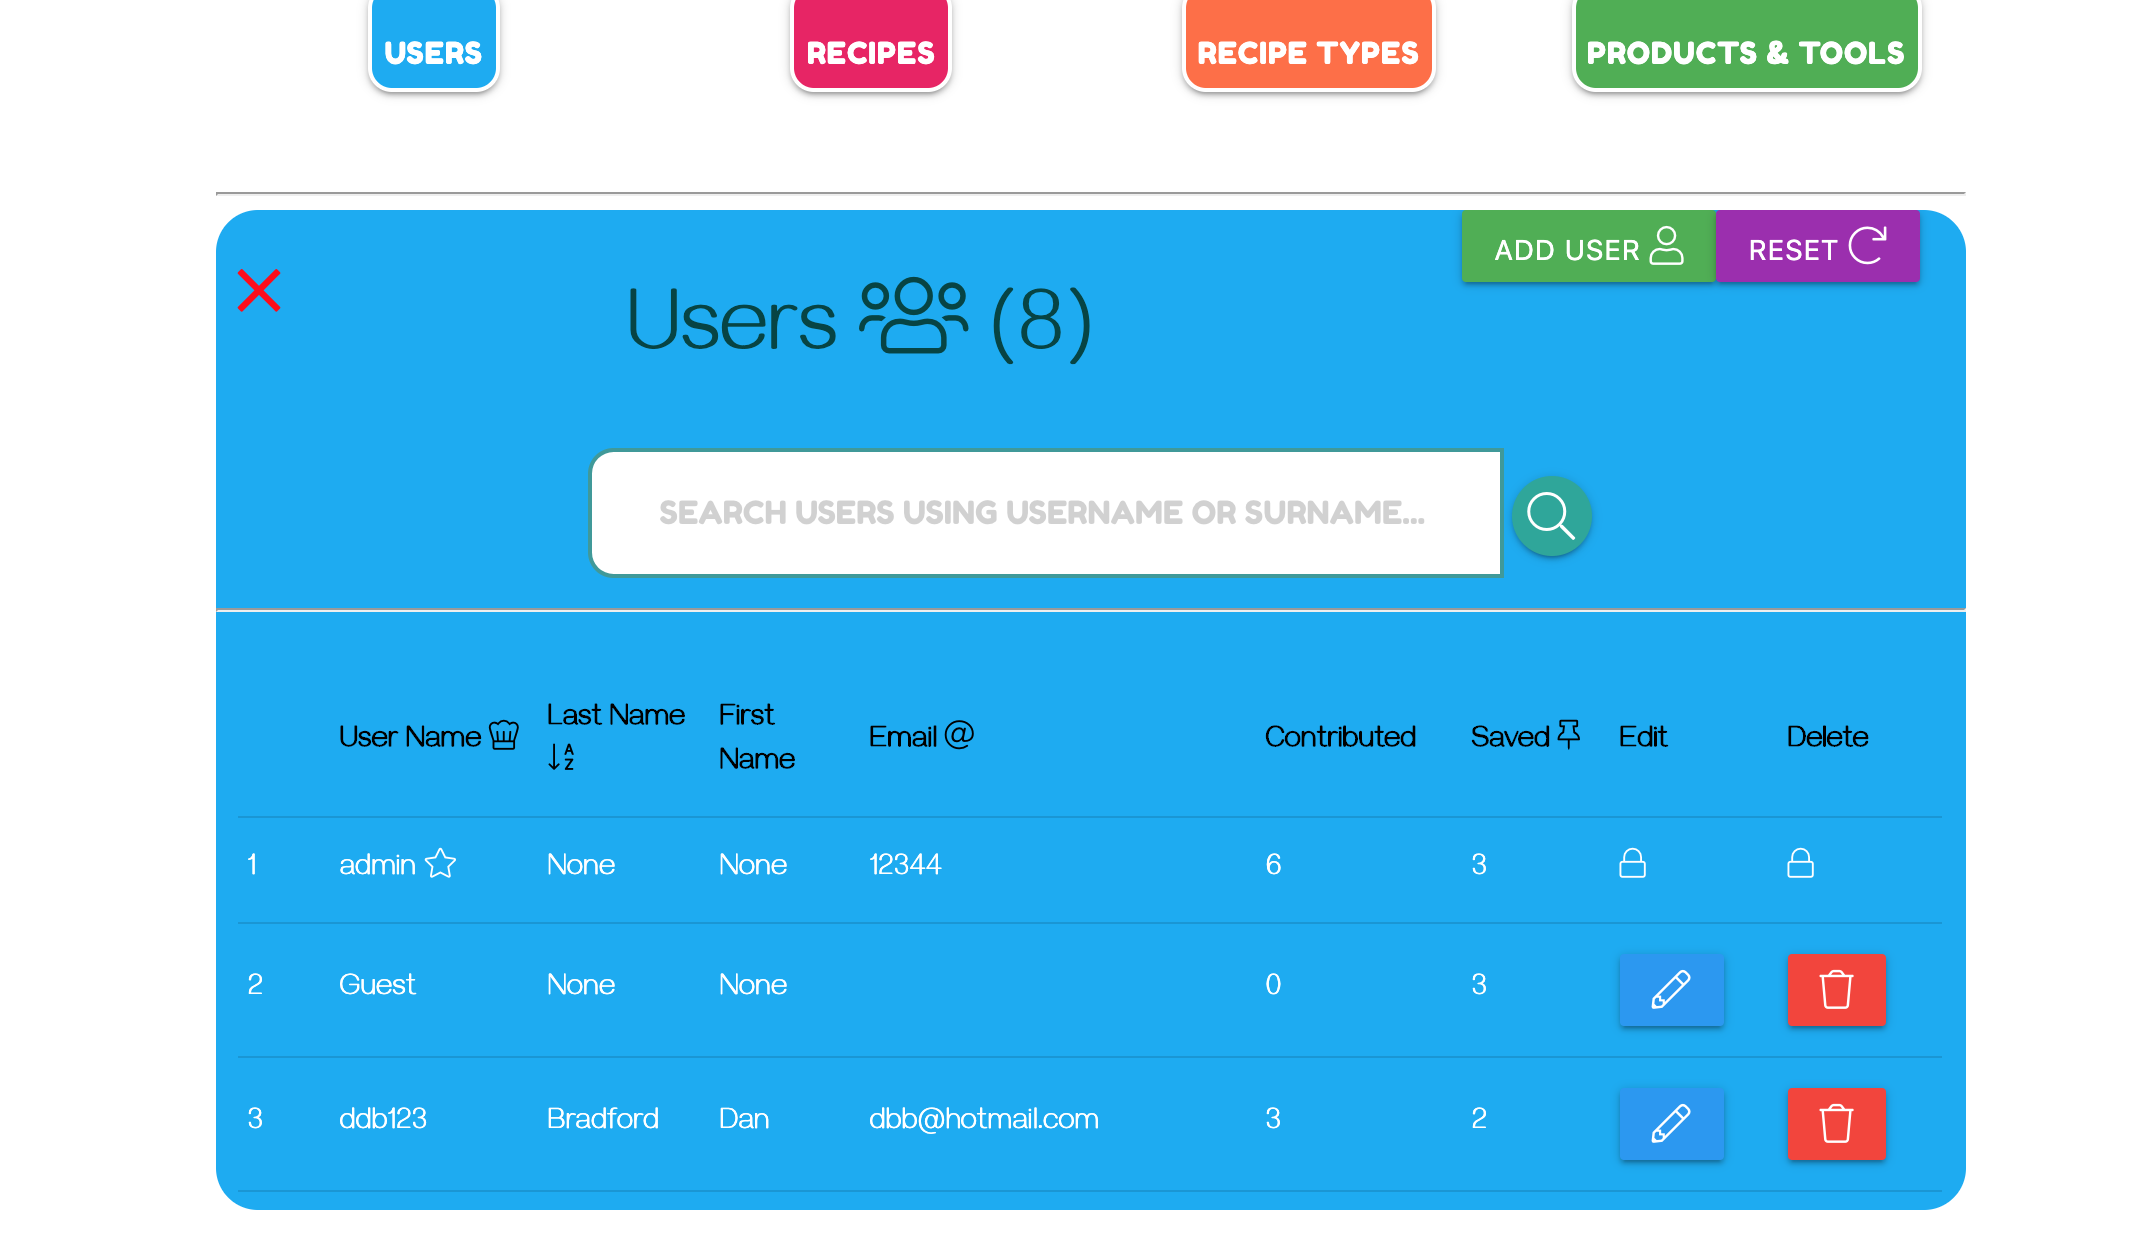 USERS RECIPES RECIPE TYPES PRODUCTS & TOOLS
ADD USER RESET
Users (8)
SEARCH USERS USING USERNAME OR SURNAME...
User Name Last Name First Name Email @ Contributed Saved Edit Delete
1 admin None None 12344 6 3
2 Guest None None 0 3
3 ddb123 Bradford Dan dbb@hotmail.com 3 2